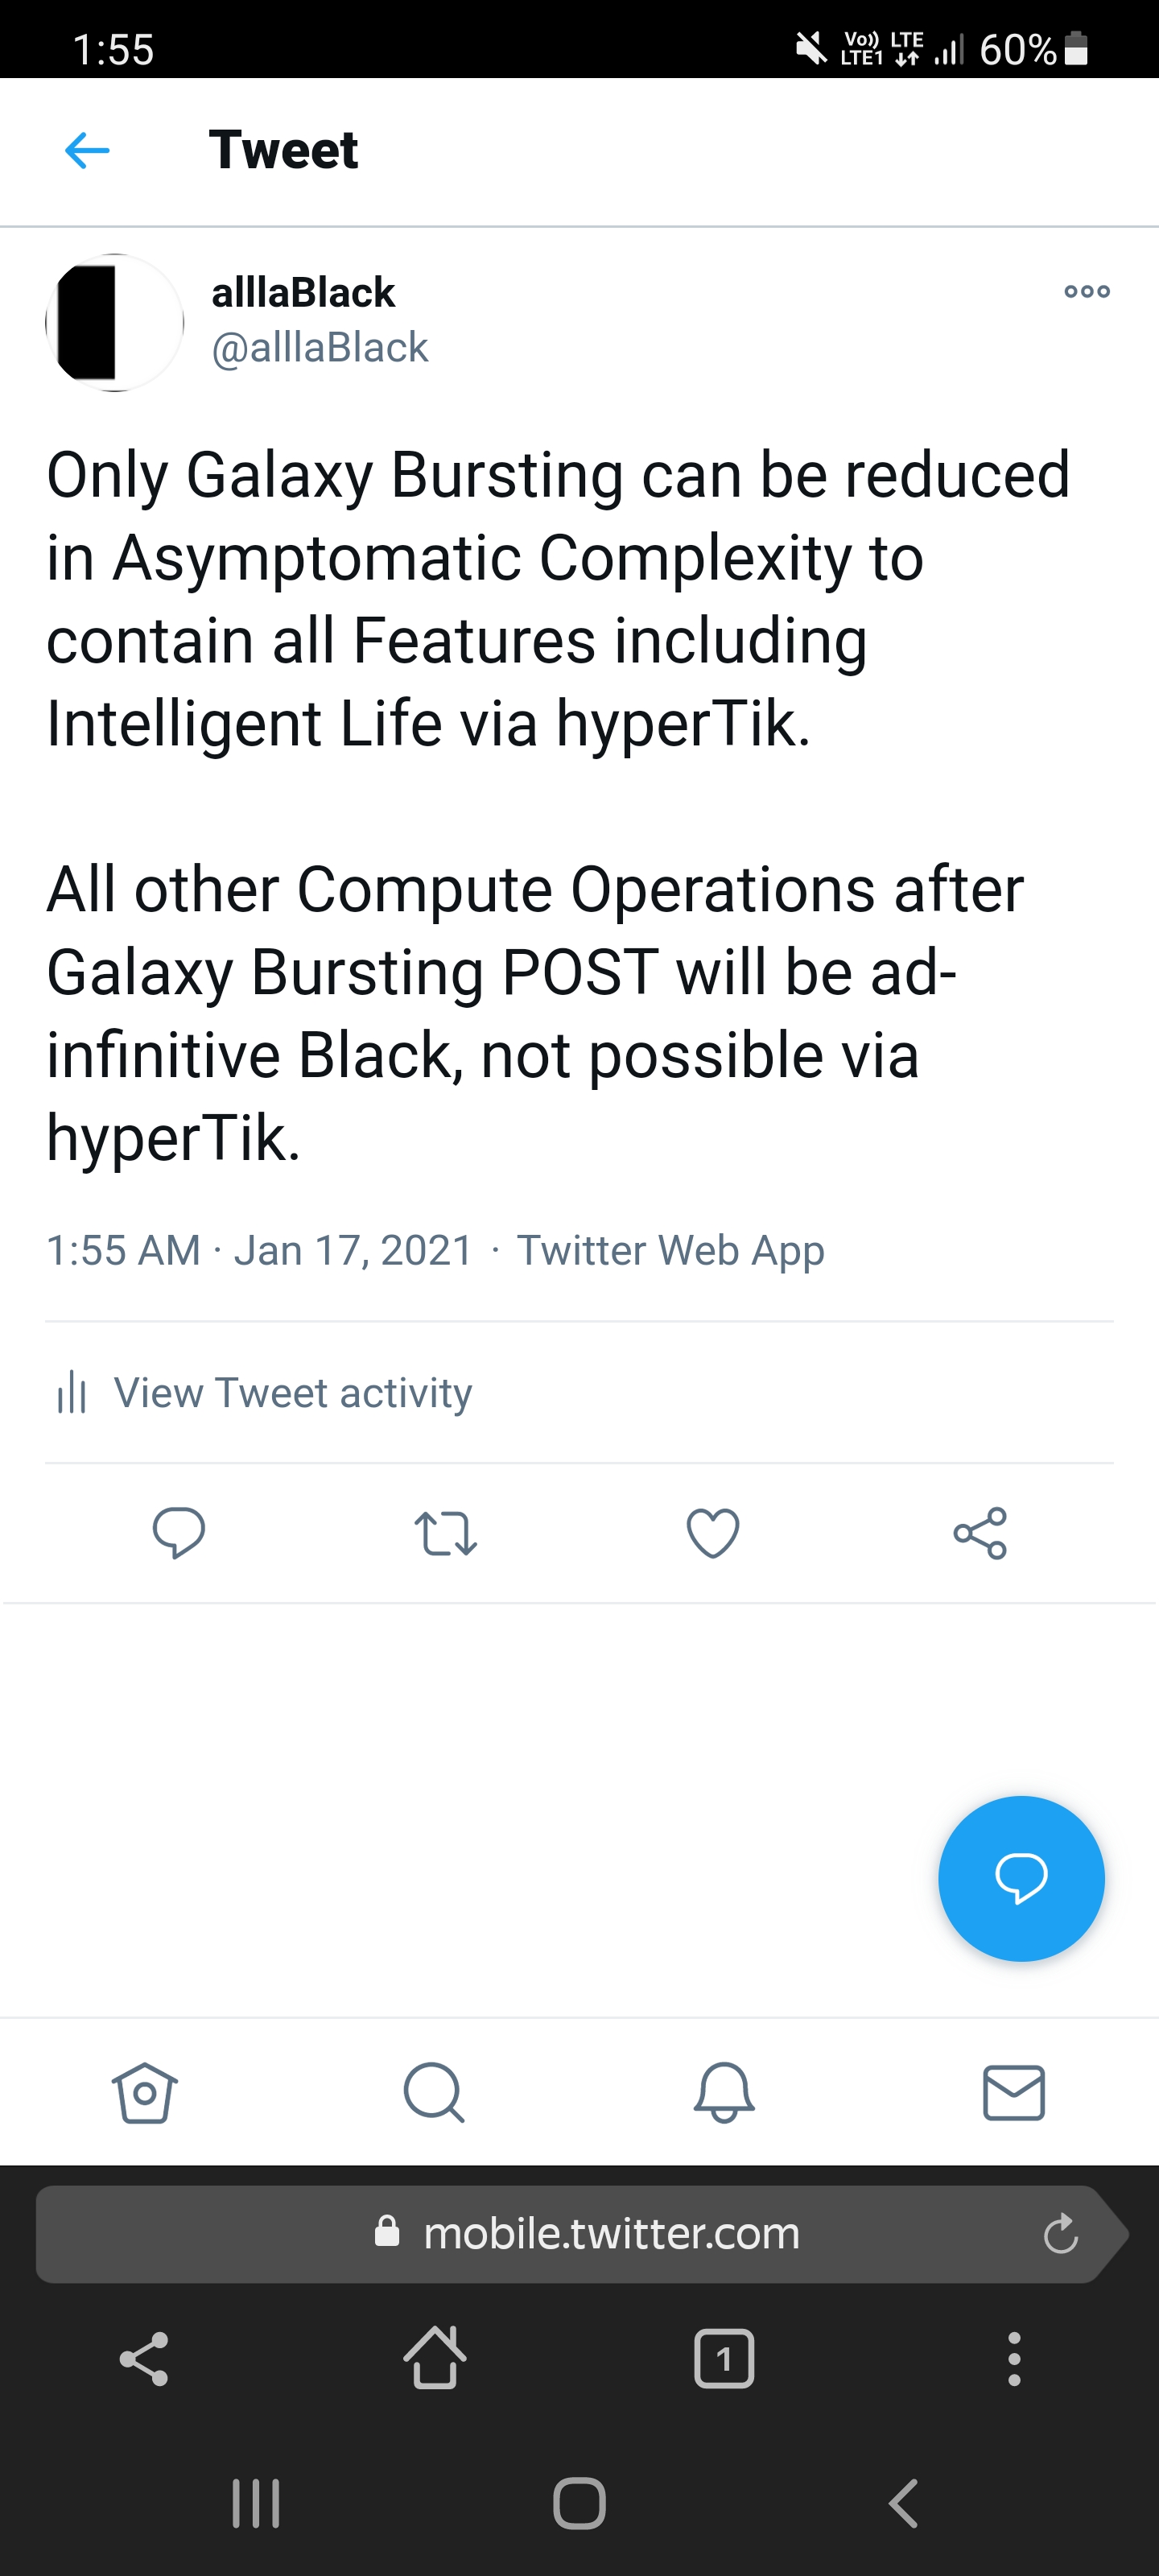 1:55
Vo)) LTE
LTE1
60%
Tweet
alllaBlack
@alllaBlack
Only Galaxy Bursting can be reduced
in Asymptomatic Complexity to
contain all Features including
Intelligent Life via hyperTik.
All other Compute Operations after
Galaxy Bursting POST will be ad-
infinitive Black, not possible via
hyperTik.
1:55 AM · Jan 17, 2021 · Twitter Web App
View Tweet activity
mobile.twitter.com
1